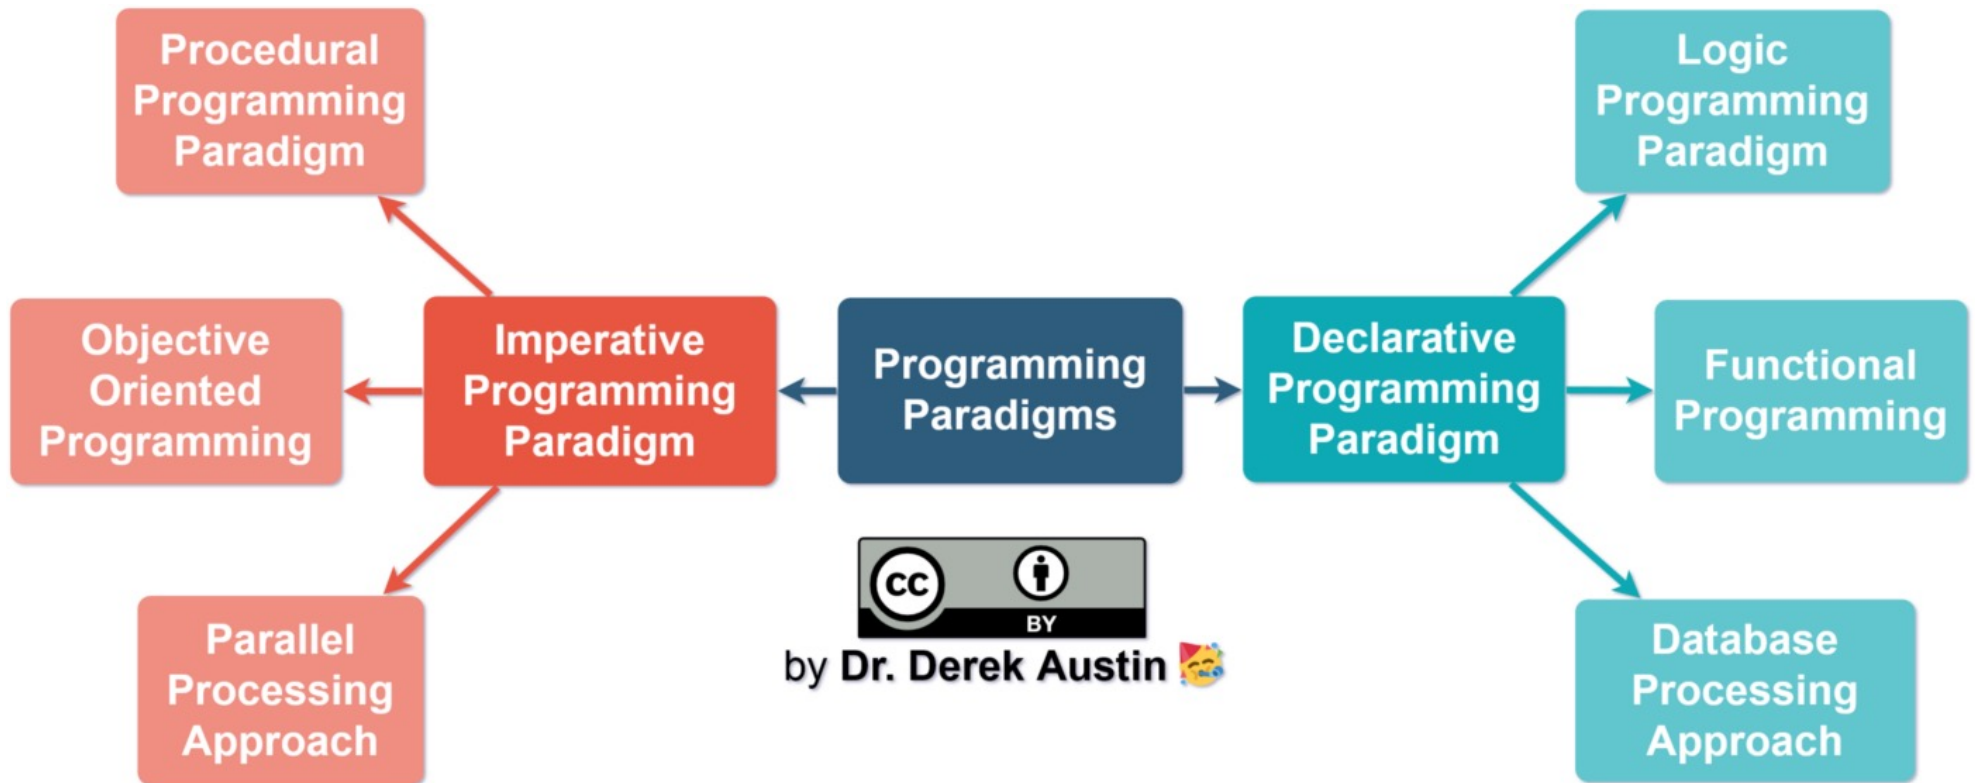 Procedural
Programming
Paradigm
Logic
Programming
Paradigm
Objective
Oriented
Programming
Imperative
Programming
Paradigm
Programming
Paradigms
Declarative
Programming
Paradigm
Functional
Programming
Parallel
Processing
Approach
CC
BY
by Dr. Derek Austin 🥳
Database
Processing
Approach